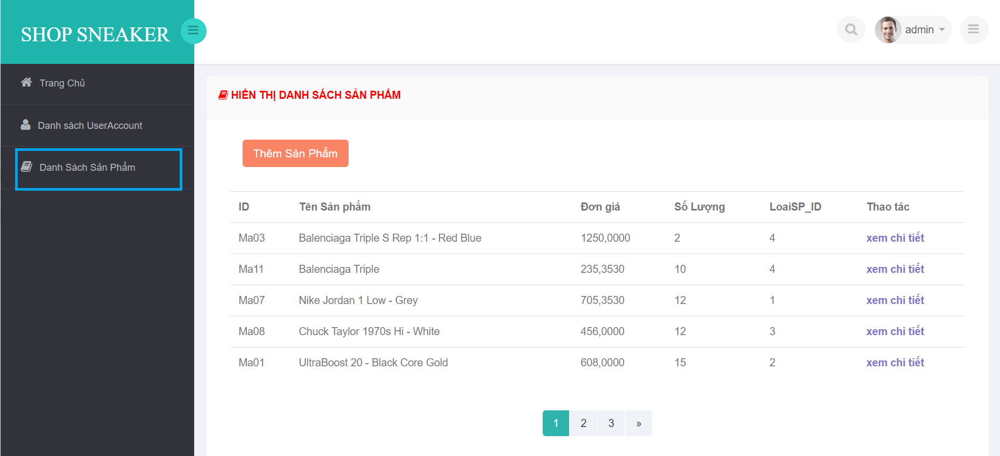 SHOP SNEAKER
admin
Trang Chủ
Danh sách UserAccount
Danh Sách Sản Phẩm
HIỂN THỊ DANH SÁCH SẢN PHẨM
Thêm Sản Phẩm
ID Tên Sản phẩm Đơn giá Số Lượng LoaiSP_ID Thao tác
Ma03 Balenciaga Triple S Rep 1:1 - Red Blue 1250,0000 2 4 xem chi tiết
Ma11 Balenciaga Triple 235,3530 10 4 xem chi tiết
Ma07 Nike Jordan 1 Low - Grey 705,3530 12 1 xem chi tiết
Ma08 Chuck Taylor 1970s Hi - White 456,0000 12 3 xem chi tiết
Ma01 UltraBoost 20 - Black Core Gold 608,0000 15 2 xem chi tiết
1 2 3 »